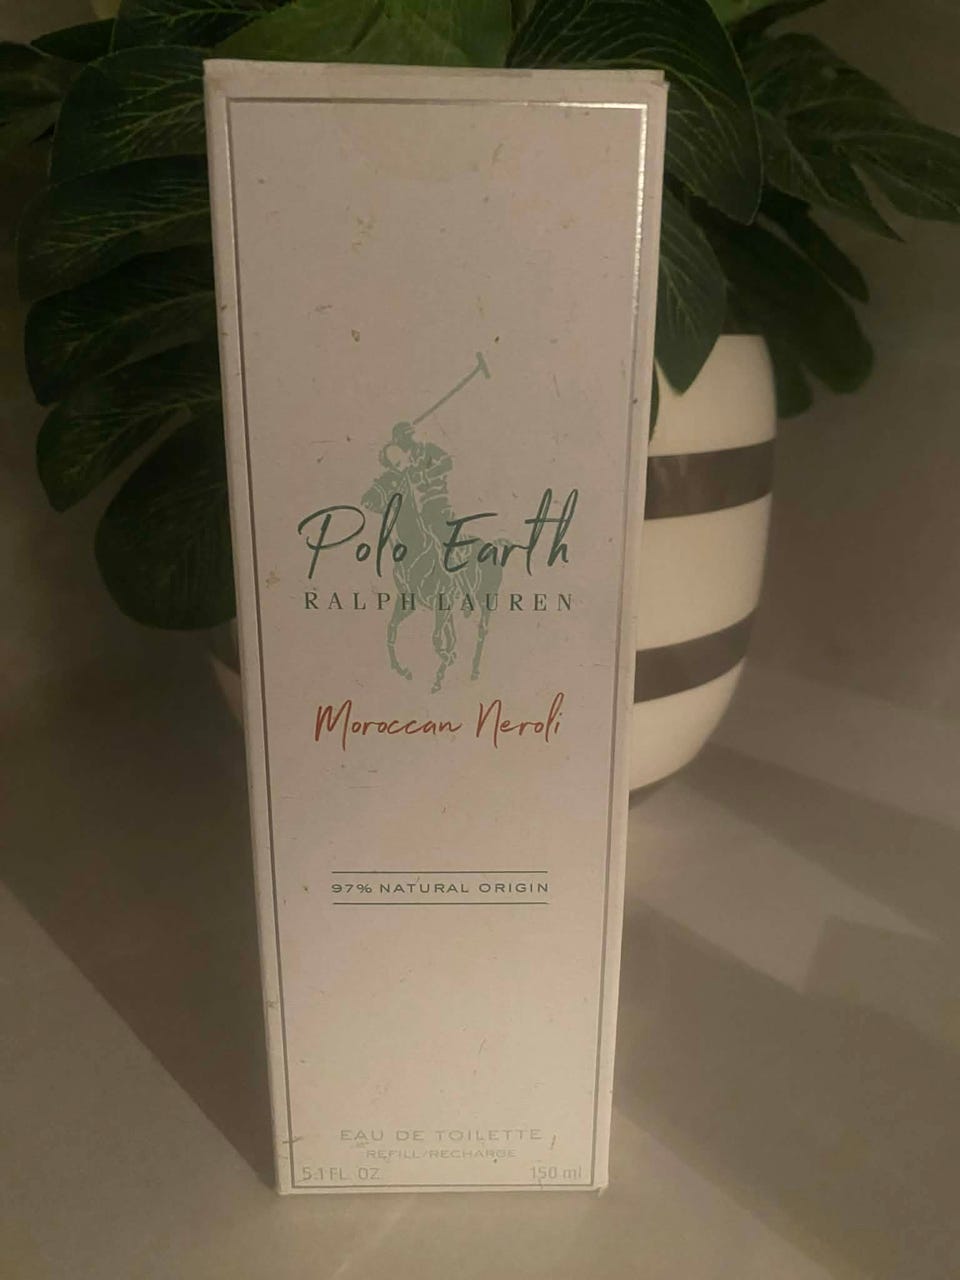 Polo Earth
RALPH LAUREN
Moroccan Neroli
97% NATURAL ORIGIN
EAU DE TOILETTE
REFILL/RECHARGE
5.1 FL. OZ. 150 ml